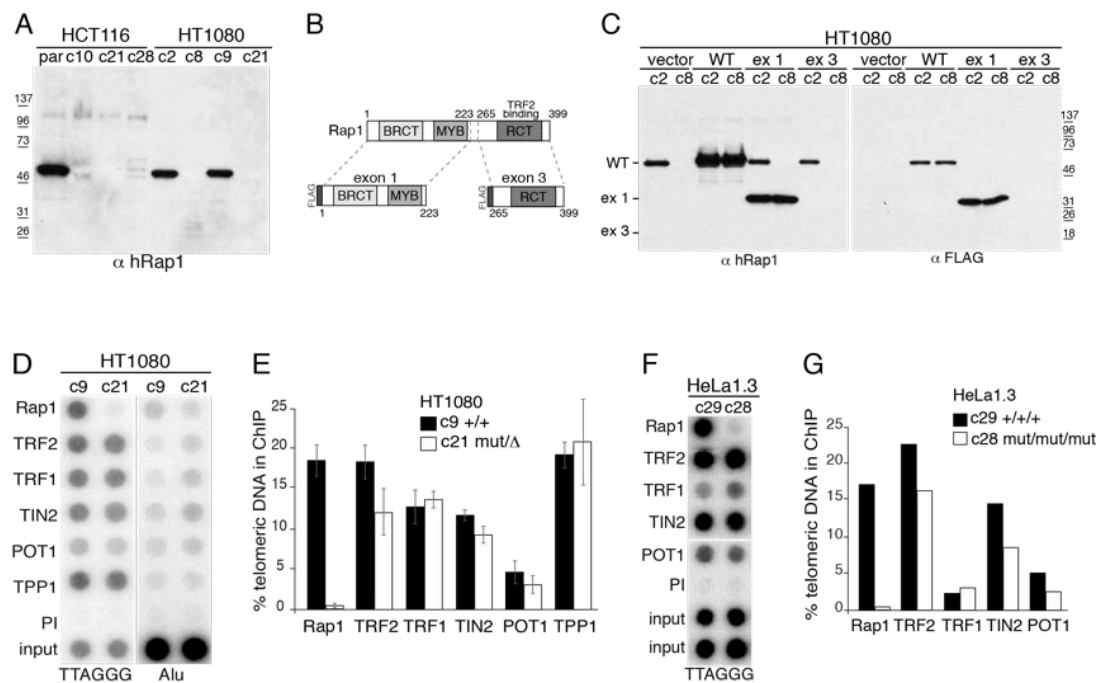 A
HCT116 HT1080
par c10 c21 c28 c2 c8 c9 c21
137
96
73
46
31
26
α hRap1
B
TRF2
binding
1 223 265 399
Rap1 BRCT MYB RCT
exon 1 exon 3
FLAG BRCT MYB FLAG RCT
1 223 265 399
C
HT1080
vector WT ex 1 ex 3 vector WT ex 1 ex 3
c2 c8 c2 c8 c2 c8 c2 c8 c2 c8 c2 c8 c2 c8 c2 c8
WT
ex 1
ex 3
137
96
73
46
31
26
18
α hRap1 α FLAG
D
HT1080
c9 c21 c9 c21
Rap1
TRF2
TRF1
TIN2
POT1
TPP1
PI
input
TTAGGG Alu
E
HT1080
c9 +/+
c21 mut/Δ
% telomeric DNA in ChIP
25
20
15
10
5
0
Rap1 TRF2 TRF1 TIN2 POT1 TPP1
F
HeLa1.3
c29 c28
Rap1
TRF2
TRF1
TIN2
POT1
PI
input
input
TTAGGG
G
HeLa1.3
c29 +/+/+
c28 mut/mut/mut
% telomeric DNA in ChIP
25
20
15
10
5
0
Rap1 TRF2 TRF1 TIN2 POT1